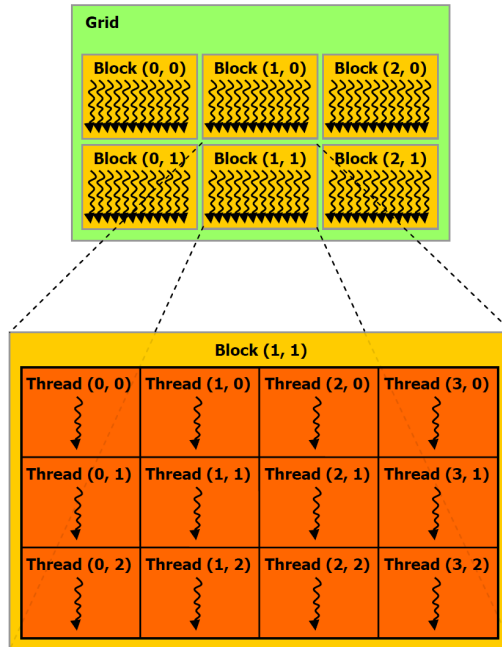 Grid
Block (0, 0) Block (1, 0) Block (2, 0)
Block (0, 1) Block (1, 1) Block (2, 1)
Block (1, 1)
Thread (0, 0) Thread (1, 0) Thread (2, 0) Thread (3, 0)
Thread (0, 1) Thread (1, 1) Thread (2, 1) Thread (3, 1)
Thread (0, 2) Thread (1, 2) Thread (2, 2) Thread (3, 2)